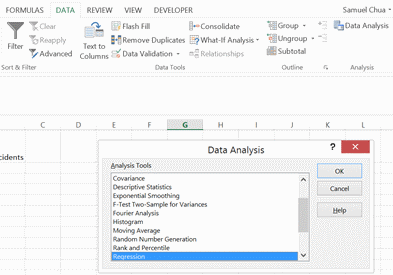 FORMULAS DATA REVIEW VIEW DEVELOPER Samuel Chua
Filter
Clear
Reapply
Advanced
Text to Columns
Flash Fill
Remove Duplicates
Data Validation
Consolidate
What-If Analysis
Relationships
Group
Ungroup
Subtotal
Data Analysis
Sort & Filter Data Tools Outline Analysis
C D E F G H I J K L
cidents
Data Analysis
?
Analysis Tools
Covariance
Descriptive Statistics
Exponential Smoothing
F-Test Two-Sample for Variances
Fourier Analysis
Histogram
Moving Average
Random Number Generation
Rank and Percentile
Regression
OK
Cancel
Help